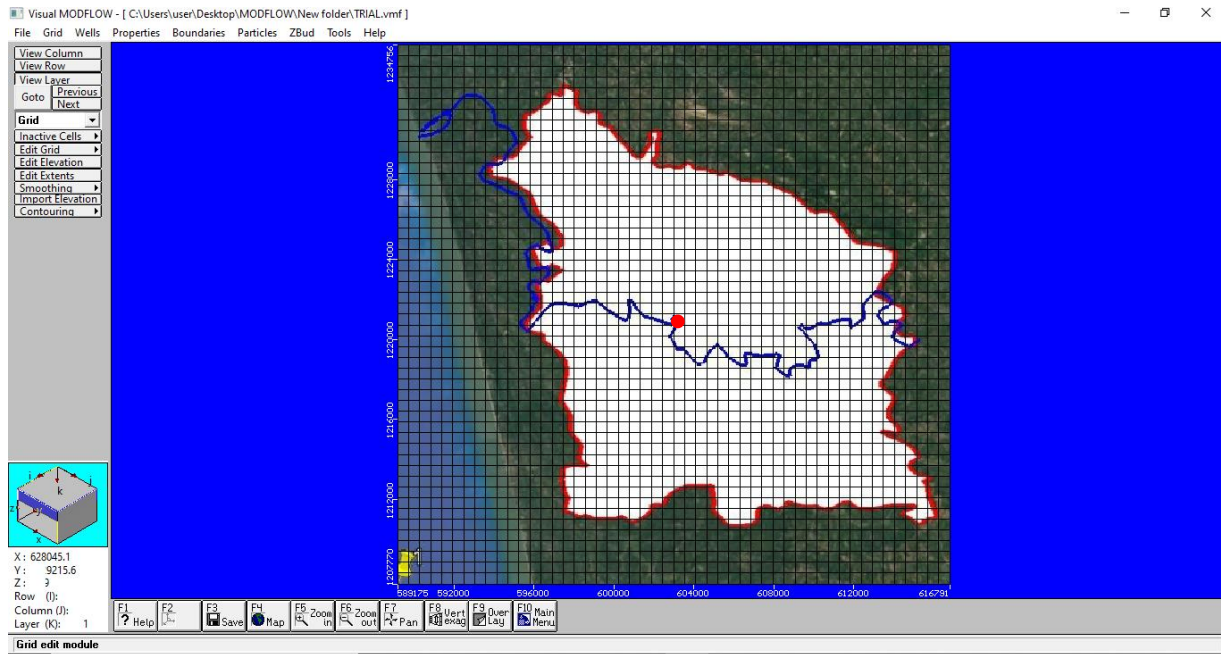 Visual MODFLOW - [ C:\Users\user\Desktop\MODFLOW\New folder\TRIAL.vmf ]
File Grid Wells Properties Boundaries Particles ZBud Tools Help
View Column
View Row
View Layer
Goto Previous
Next
Grid
Inactive Cells
Edit Grid
Edit Elevation
Edit Extents
Smoothing
Import Elevation
Contouring
1234756
1228000
1224000
1220000
1216000
1212000
1207770
589175 592000 596000 600000 604000 608000 612000 616791
i j
k
z
y
x
X : 628045.1
Y : 9215.6
Z :
Row (I):
Column (J):
Layer (K): 1
F1 ? Help
F2
F3 Save
F4 Map
F5 Zoom in
F6 Zoom out
F7 Pan
F8 Vert exag
F9 Over Lay
F10 Main Menu
Grid edit module